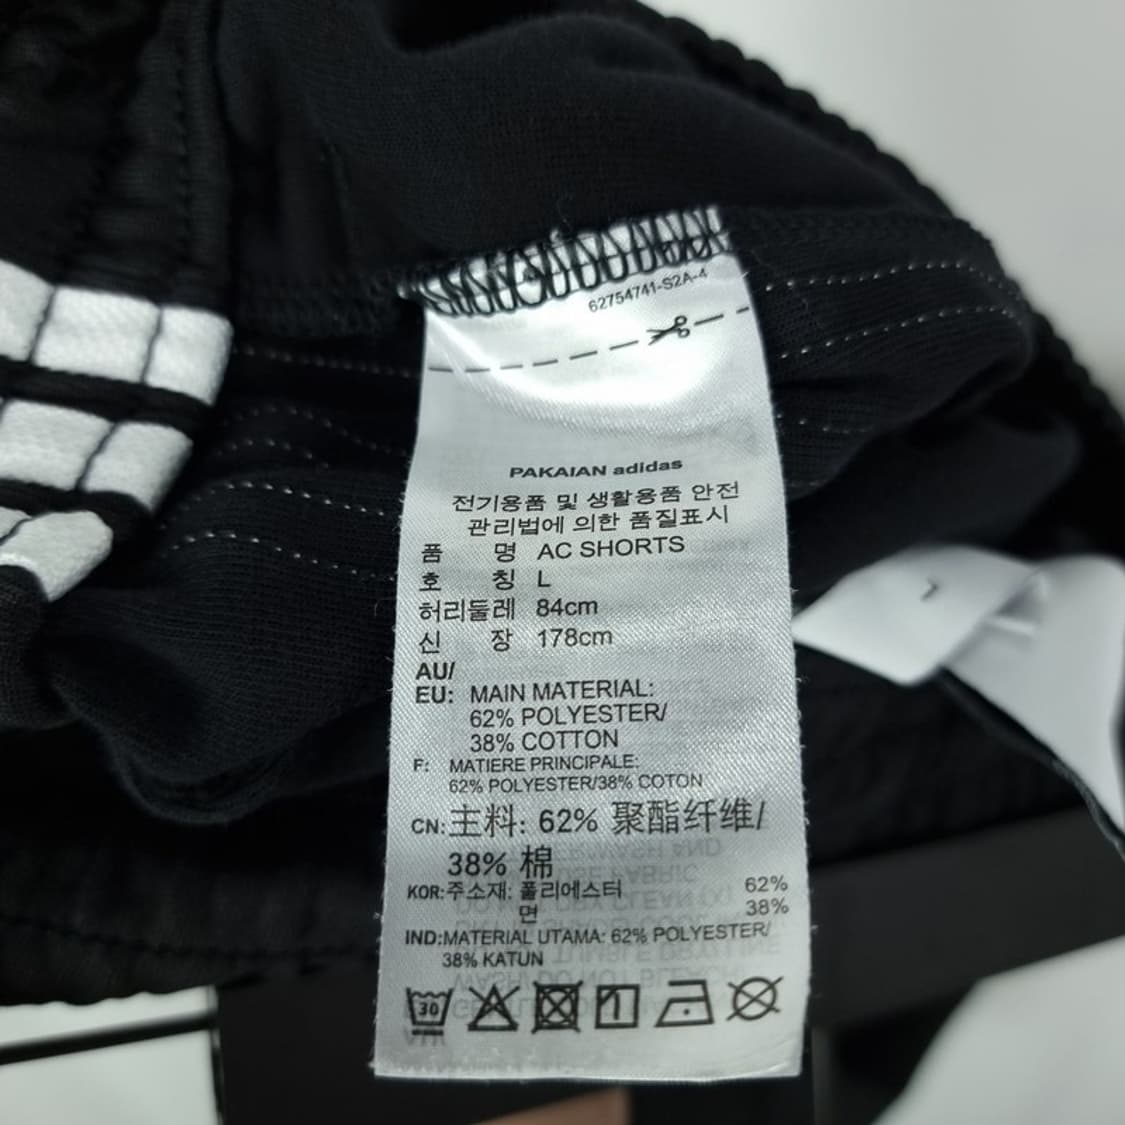 62754741-S2A-4
PAKAIAN adidas
전기용품 및 생활용품 안전
관리법에 의한 품질표시
품 명 AC SHORTS
호 칭 L
허리둘레 84cm
신 장 178cm
AU/
EU: MAIN MATERIAL:
62% POLYESTER/
38% COTTON
F: MATIERE PRINCIPALE:
62% POLYESTER/38% COTON
CN:主料: 62% 聚酯纤维/
38% 棉
KOR:주소재: 폴리에스터 62%
면 38%
IND:MATERIAL UTAMA: 62% POLYESTER/
38% KATUN
30